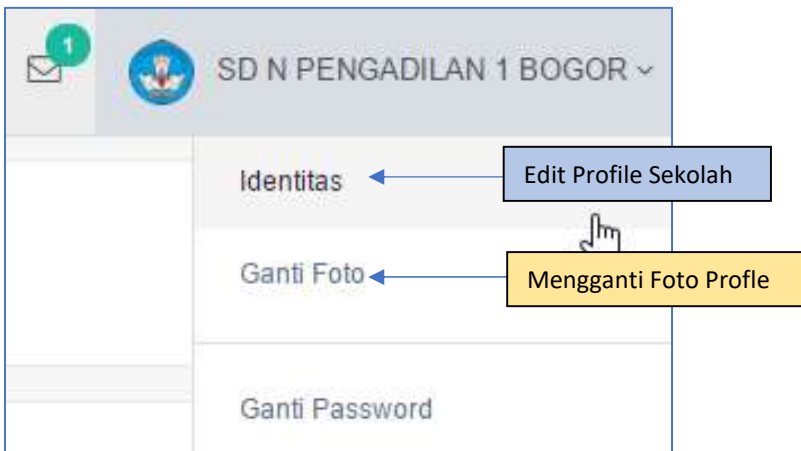 1
SD N PENGADILAN 1 BOGOR
Identitas
Edit Profile Sekolah
Ganti Foto
Mengganti Foto Profle
Ganti Password